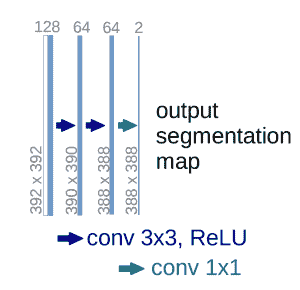 128 64 64 2
392 x 392
390 x 390
388 x 388
388 x 388
output
segmentation
map
conv 3x3, ReLU
conv 1x1